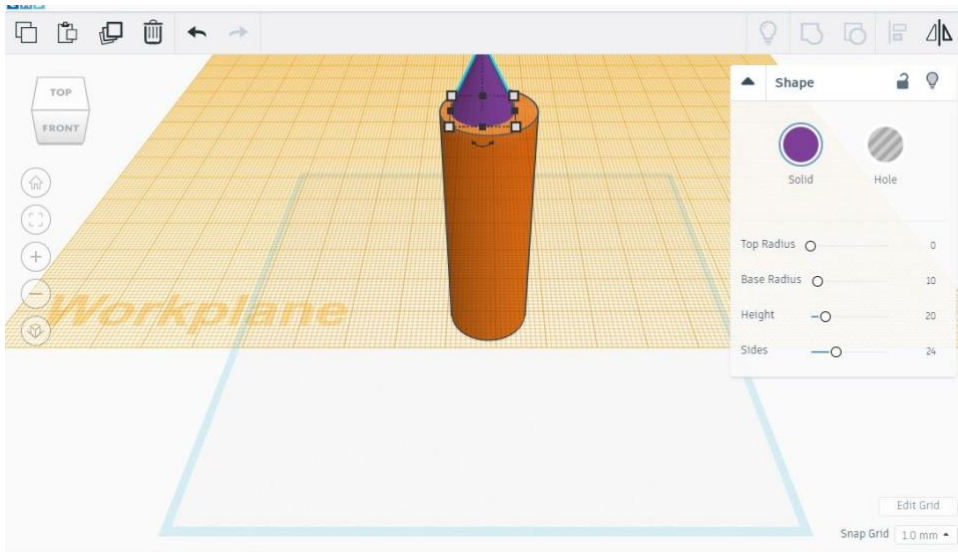 Shape
TOP
FRONT
Solid Hole
Top Radius 0
Base Radius 10
Height 20
Sides 24
Workplane
Edit Grid
Snap Grid 1.0 mm